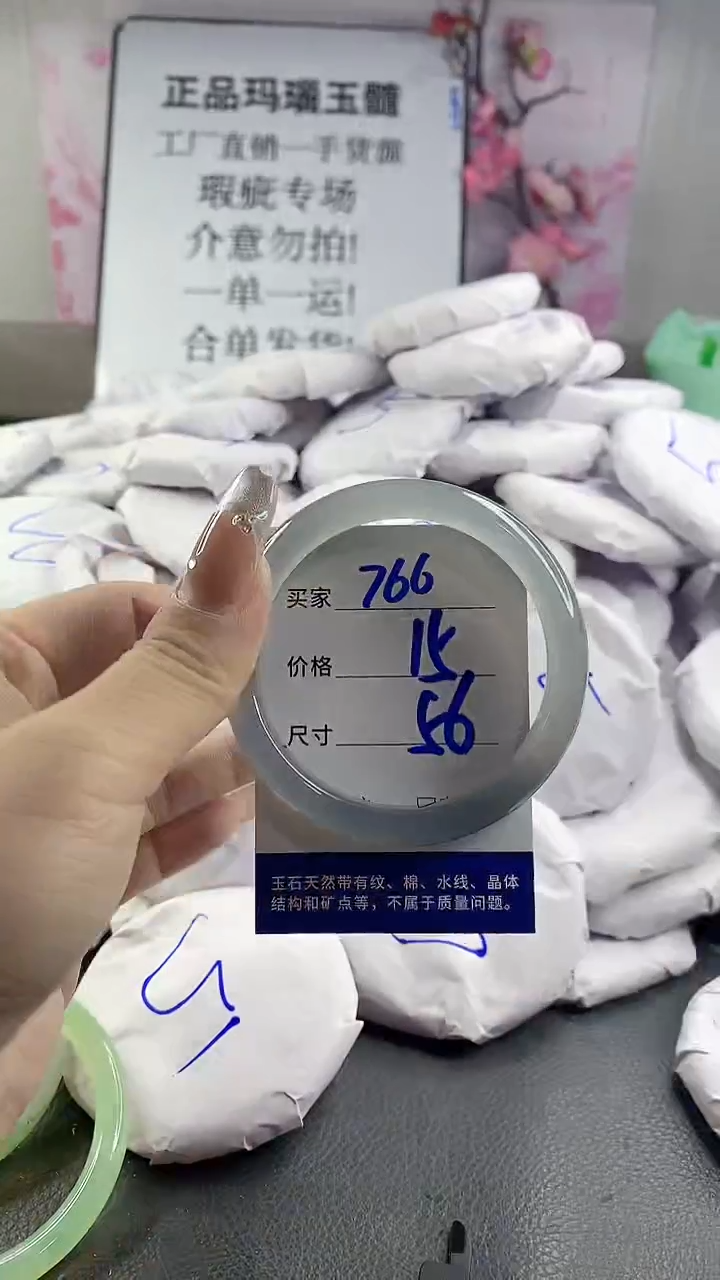 正品玛瑙玉髓
工厂直销一手货源
瑕疵专场
介意勿拍!
一单一运!
合单发货!
买家 766
价格 15
尺寸 56
玉石天然带有纹、棉、水线、晶体
结构和矿点等，不属于质量问题。